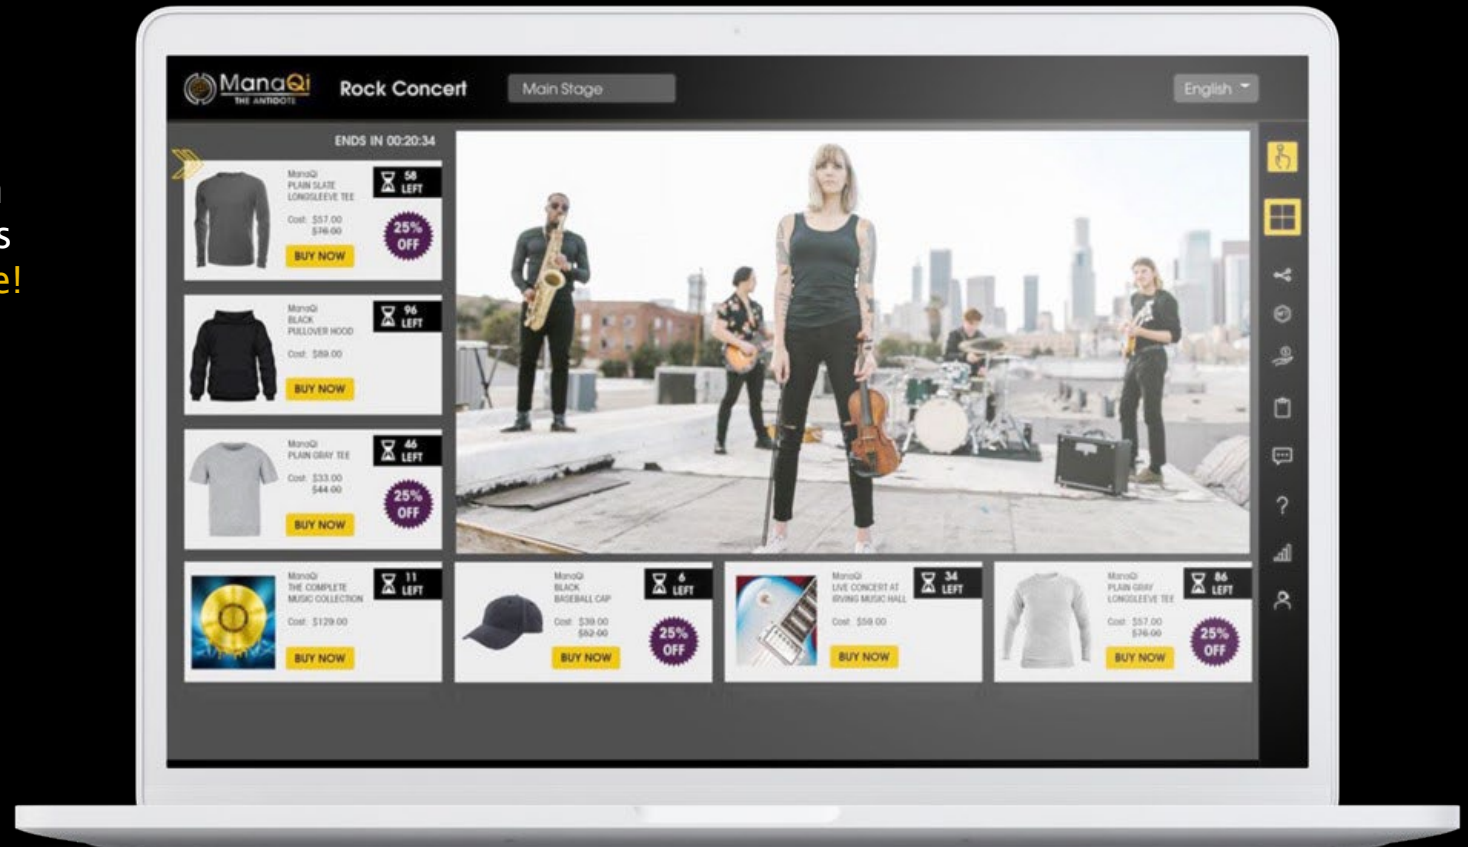 s
e!
ManaQi
THE ANTIDOTE
Rock Concert
Main Stage
English
ENDS IN 00:20:34
ManaQi
PLAIN SLATE
LONGSLEEVE TEE
Cost: $57.00
$76.00
BUY NOW
58
LEFT
25%
OFF
ManaQi
BLACK
PULLOVER HOOD
Cost: $89.00
BUY NOW
96
LEFT
ManaQi
PLAIN GRAY TEE
Cost: $33.00
$44.00
BUY NOW
46
LEFT
25%
OFF
ManaQi
THE COMPLETE
MUSIC COLLECTION
Cost: $129.00
BUY NOW
11
LEFT
ManaQi
BLACK
BASEBALL CAP
Cost: $39.00
$52.00
BUY NOW
6
LEFT
25%
OFF
ManaQi
LIVE CONCERT AT
IRVING MUSIC HALL
Cost: $59.00
BUY NOW
34
LEFT
ManaQi
PLAIN GRAY
LONGSLEEVE TEE
Cost: $57.00
$76.00
BUY NOW
86
LEFT
25%
OFF